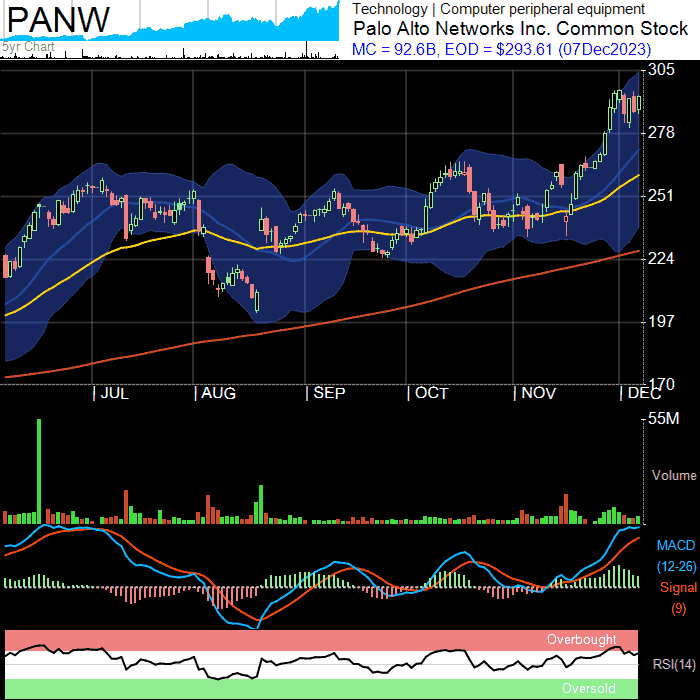 PANW
5yr Chart
Technology | Computer peripheral equipment
Palo Alto Networks Inc. Common Stock
MC = 92.6B, EOD = $293.61 (07Dec2023)
305
278
251
224
197
170
| JUL | AUG | SEP | OCT | NOV | DEC
55M
Volume
MACD
(12-26)
Signal
(9)
Overbought
RSI(14)
Oversold